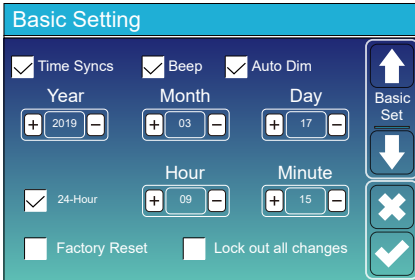 Basic Setting
Time Syncs Beep Auto Dim
Year Month Day
+ 2019 - + 03 - + 17 -
Basic
Set
Hour Minute
24-Hour + 09 - + 15 -
Factory Reset Lock out all changes